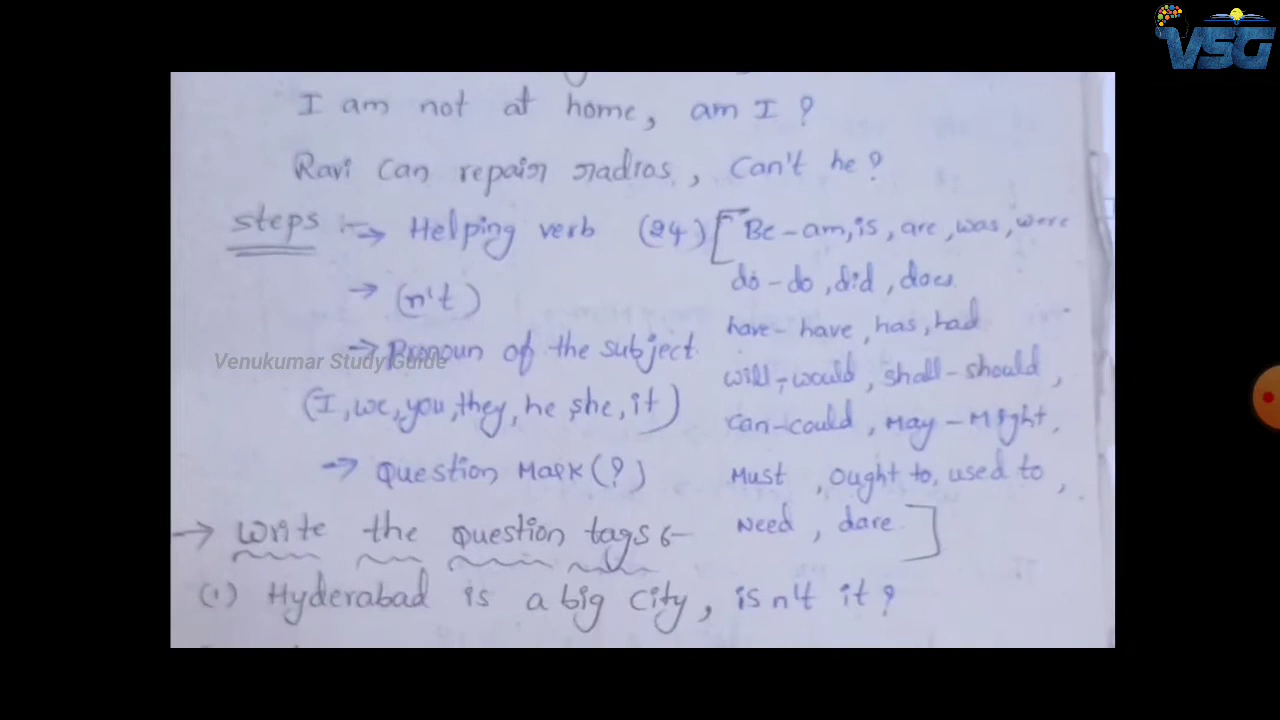 VSG
I am not at home, am I ?
Ravi can repair radios, Can't he ?
steps :-> Helping verb (24) [ Be - am, is, are, was, were
do - do, did, does
-> (n't)
have - have, has, had
-> Pronoun of the subject
Venukumar Study Guide
will - would, shall - should,
(I, we, you, they, he, she, it)
can - could, May - Might,
-> Question Mark (?)
Must, ought to, used to,
Need, dare ]
-> Write the question tags :-
(1) Hyderabad is a big city, isn't it ?